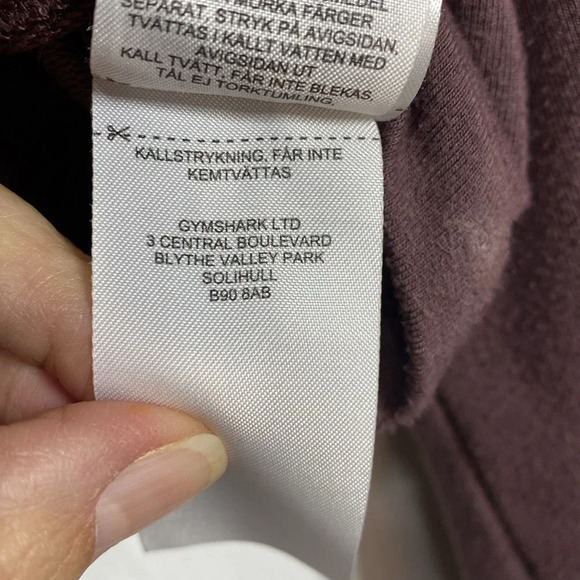 MÖRKA FÄRGER
SEPARAT, STRYK PÅ AVIGSIDAN,
TVÄTTAS I KALLT VATTEN MED
AVIGSIDAN UT
KALL TVÄTT, FÅR INTE BLEKAS,
TÅL EJ TORKTUMLING.
KALLSTRYKNING, FÅR INTE
KEMTVÄTTAS
GYMSHARK LTD
3 CENTRAL BOULEVARD
BLYTHE VALLEY PARK
SOLIHULL
B90 8AB